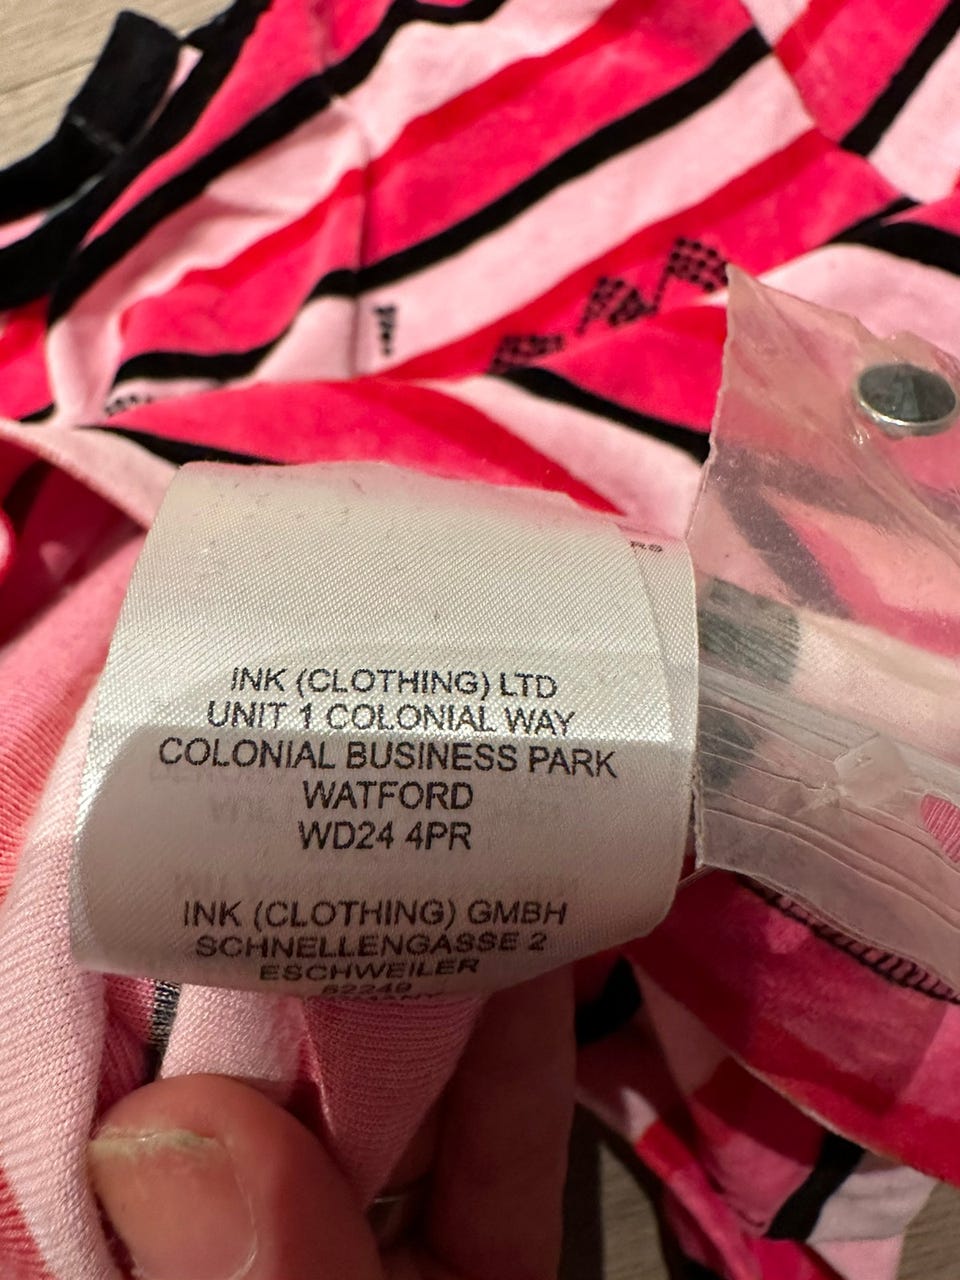 INK (CLOTHING) LTD
UNIT 1 COLONIAL WAY
COLONIAL BUSINESS PARK
WATFORD
WD24 4PR
INK (CLOTHING) GMBH
SCHNELLENGASSE 2
ESCHWEILER
52249